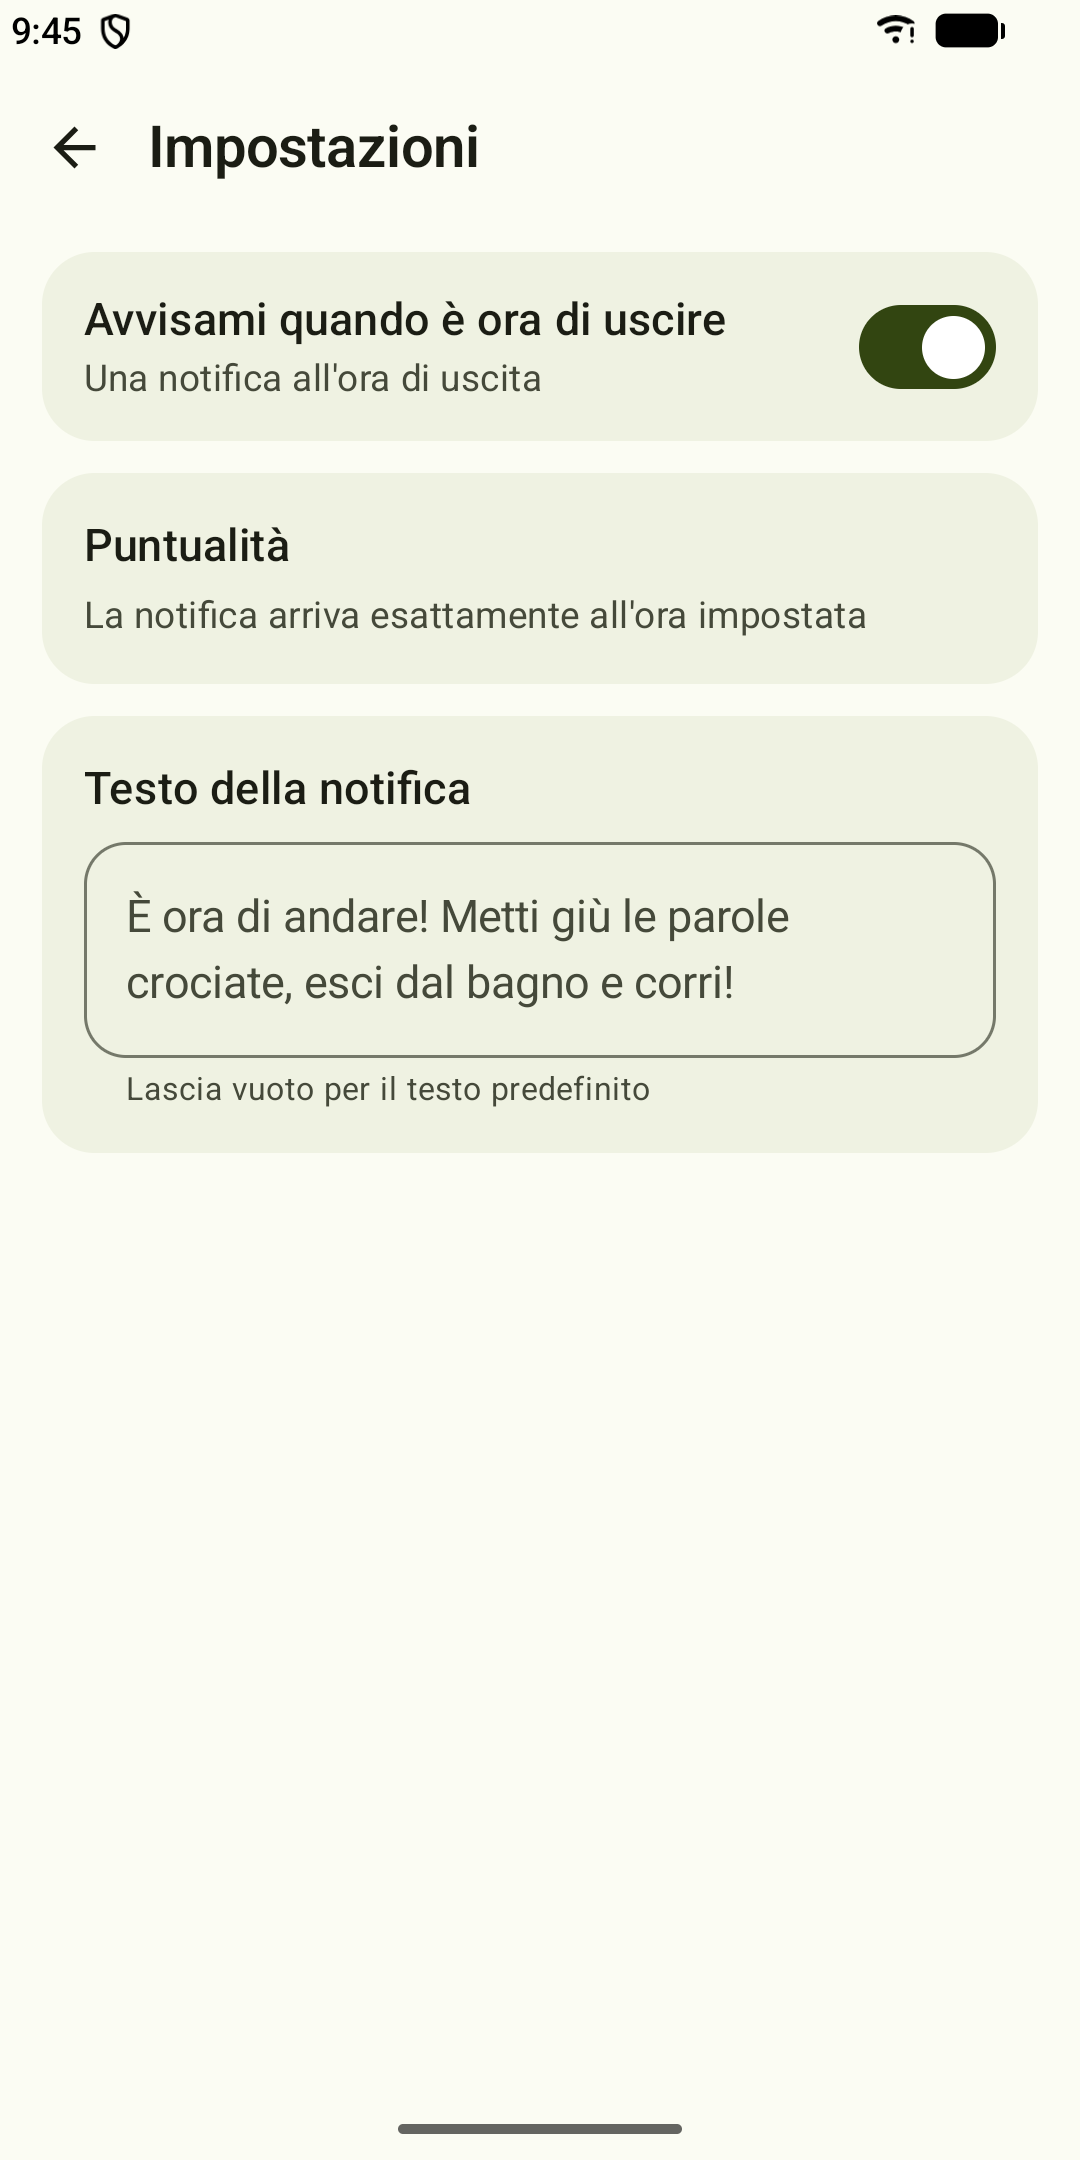 9:45
Impostazioni
Avvisami quando è ora di uscire
Una notifica all'ora di uscita
Puntualità
La notifica arriva esattamente all'ora impostata
Testo della notifica
È ora di andare! Metti giù le parole
crociate, esci dal bagno e corri!
Lascia vuoto per il testo predefinito